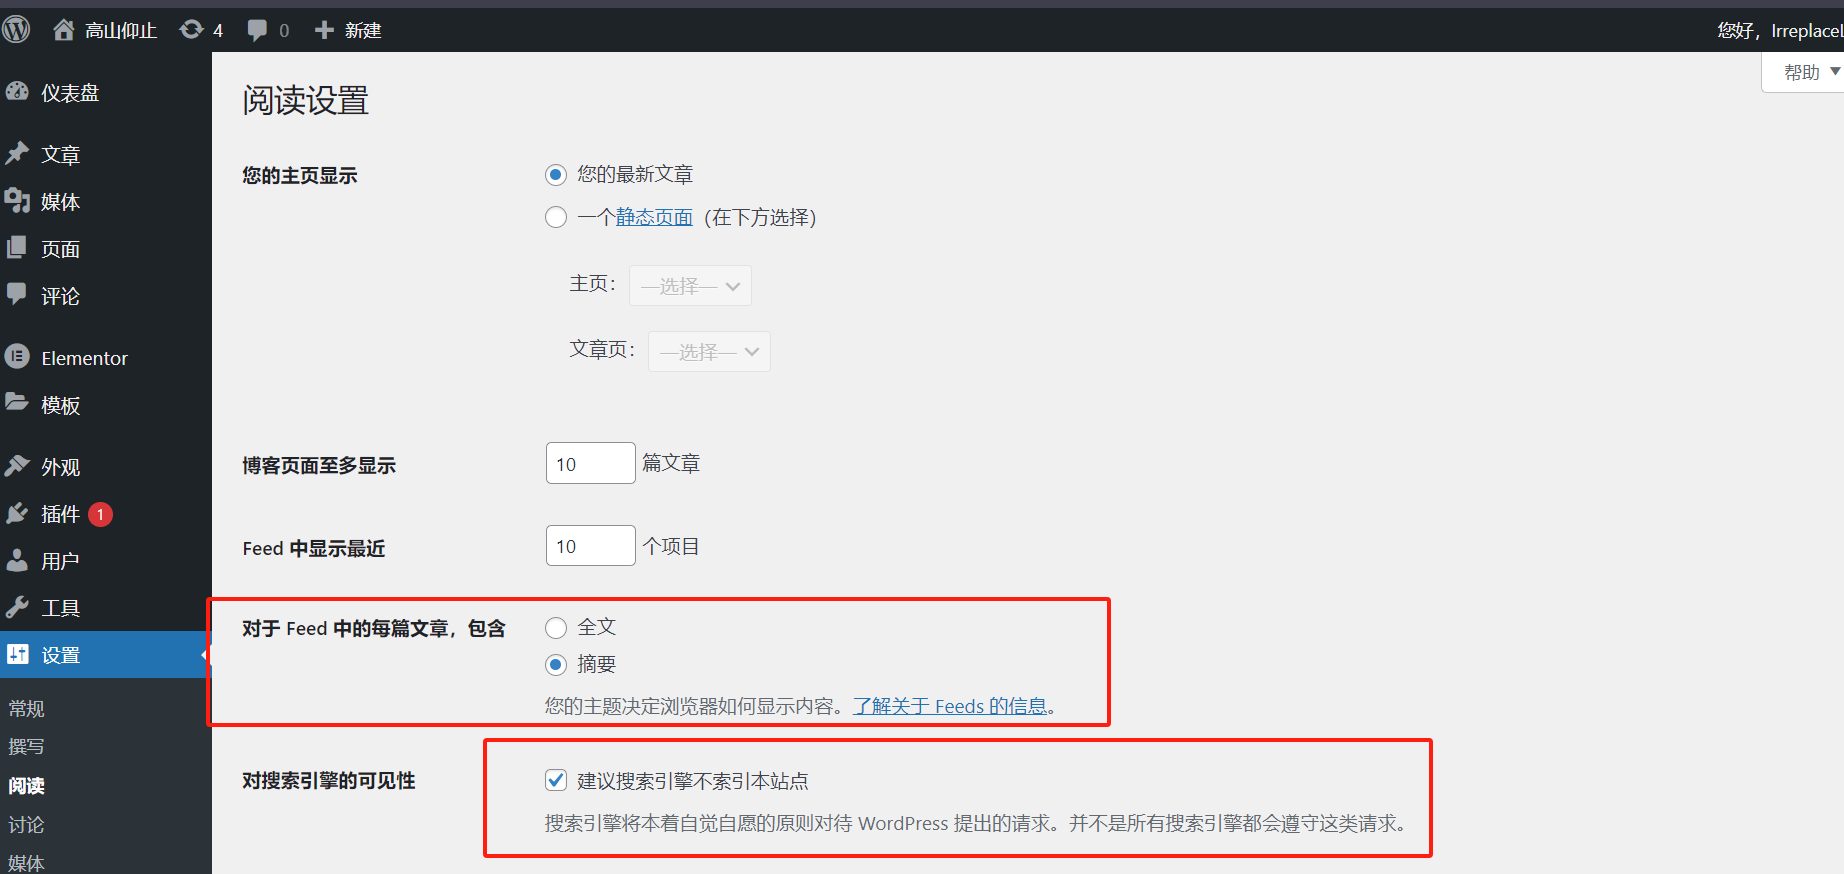 高山仰止 4 0 新建 您好，Irreplacel
帮助
仪表盘
文章
媒体
页面
评论
Elementor
模板
外观
插件 1
用户
工具
设置
常规
撰写
阅读
讨论
媒体
阅读设置
您的主页显示
您的最新文章
一个静态页面（在下方选择）
主页： —选择—
文章页： —选择—
博客页面至多显示 10 篇文章
Feed 中显示最近 10 个项目
对于 Feed 中的每篇文章，包含
全文
摘要
您的主题决定浏览器如何显示内容。了解关于 Feeds 的信息。
对搜索引擎的可见性
建议搜索引擎不索引本站点
搜索引擎将本着自觉自愿的原则对待 WordPress 提出的请求。并不是所有搜索引擎都会遵守这类请求。